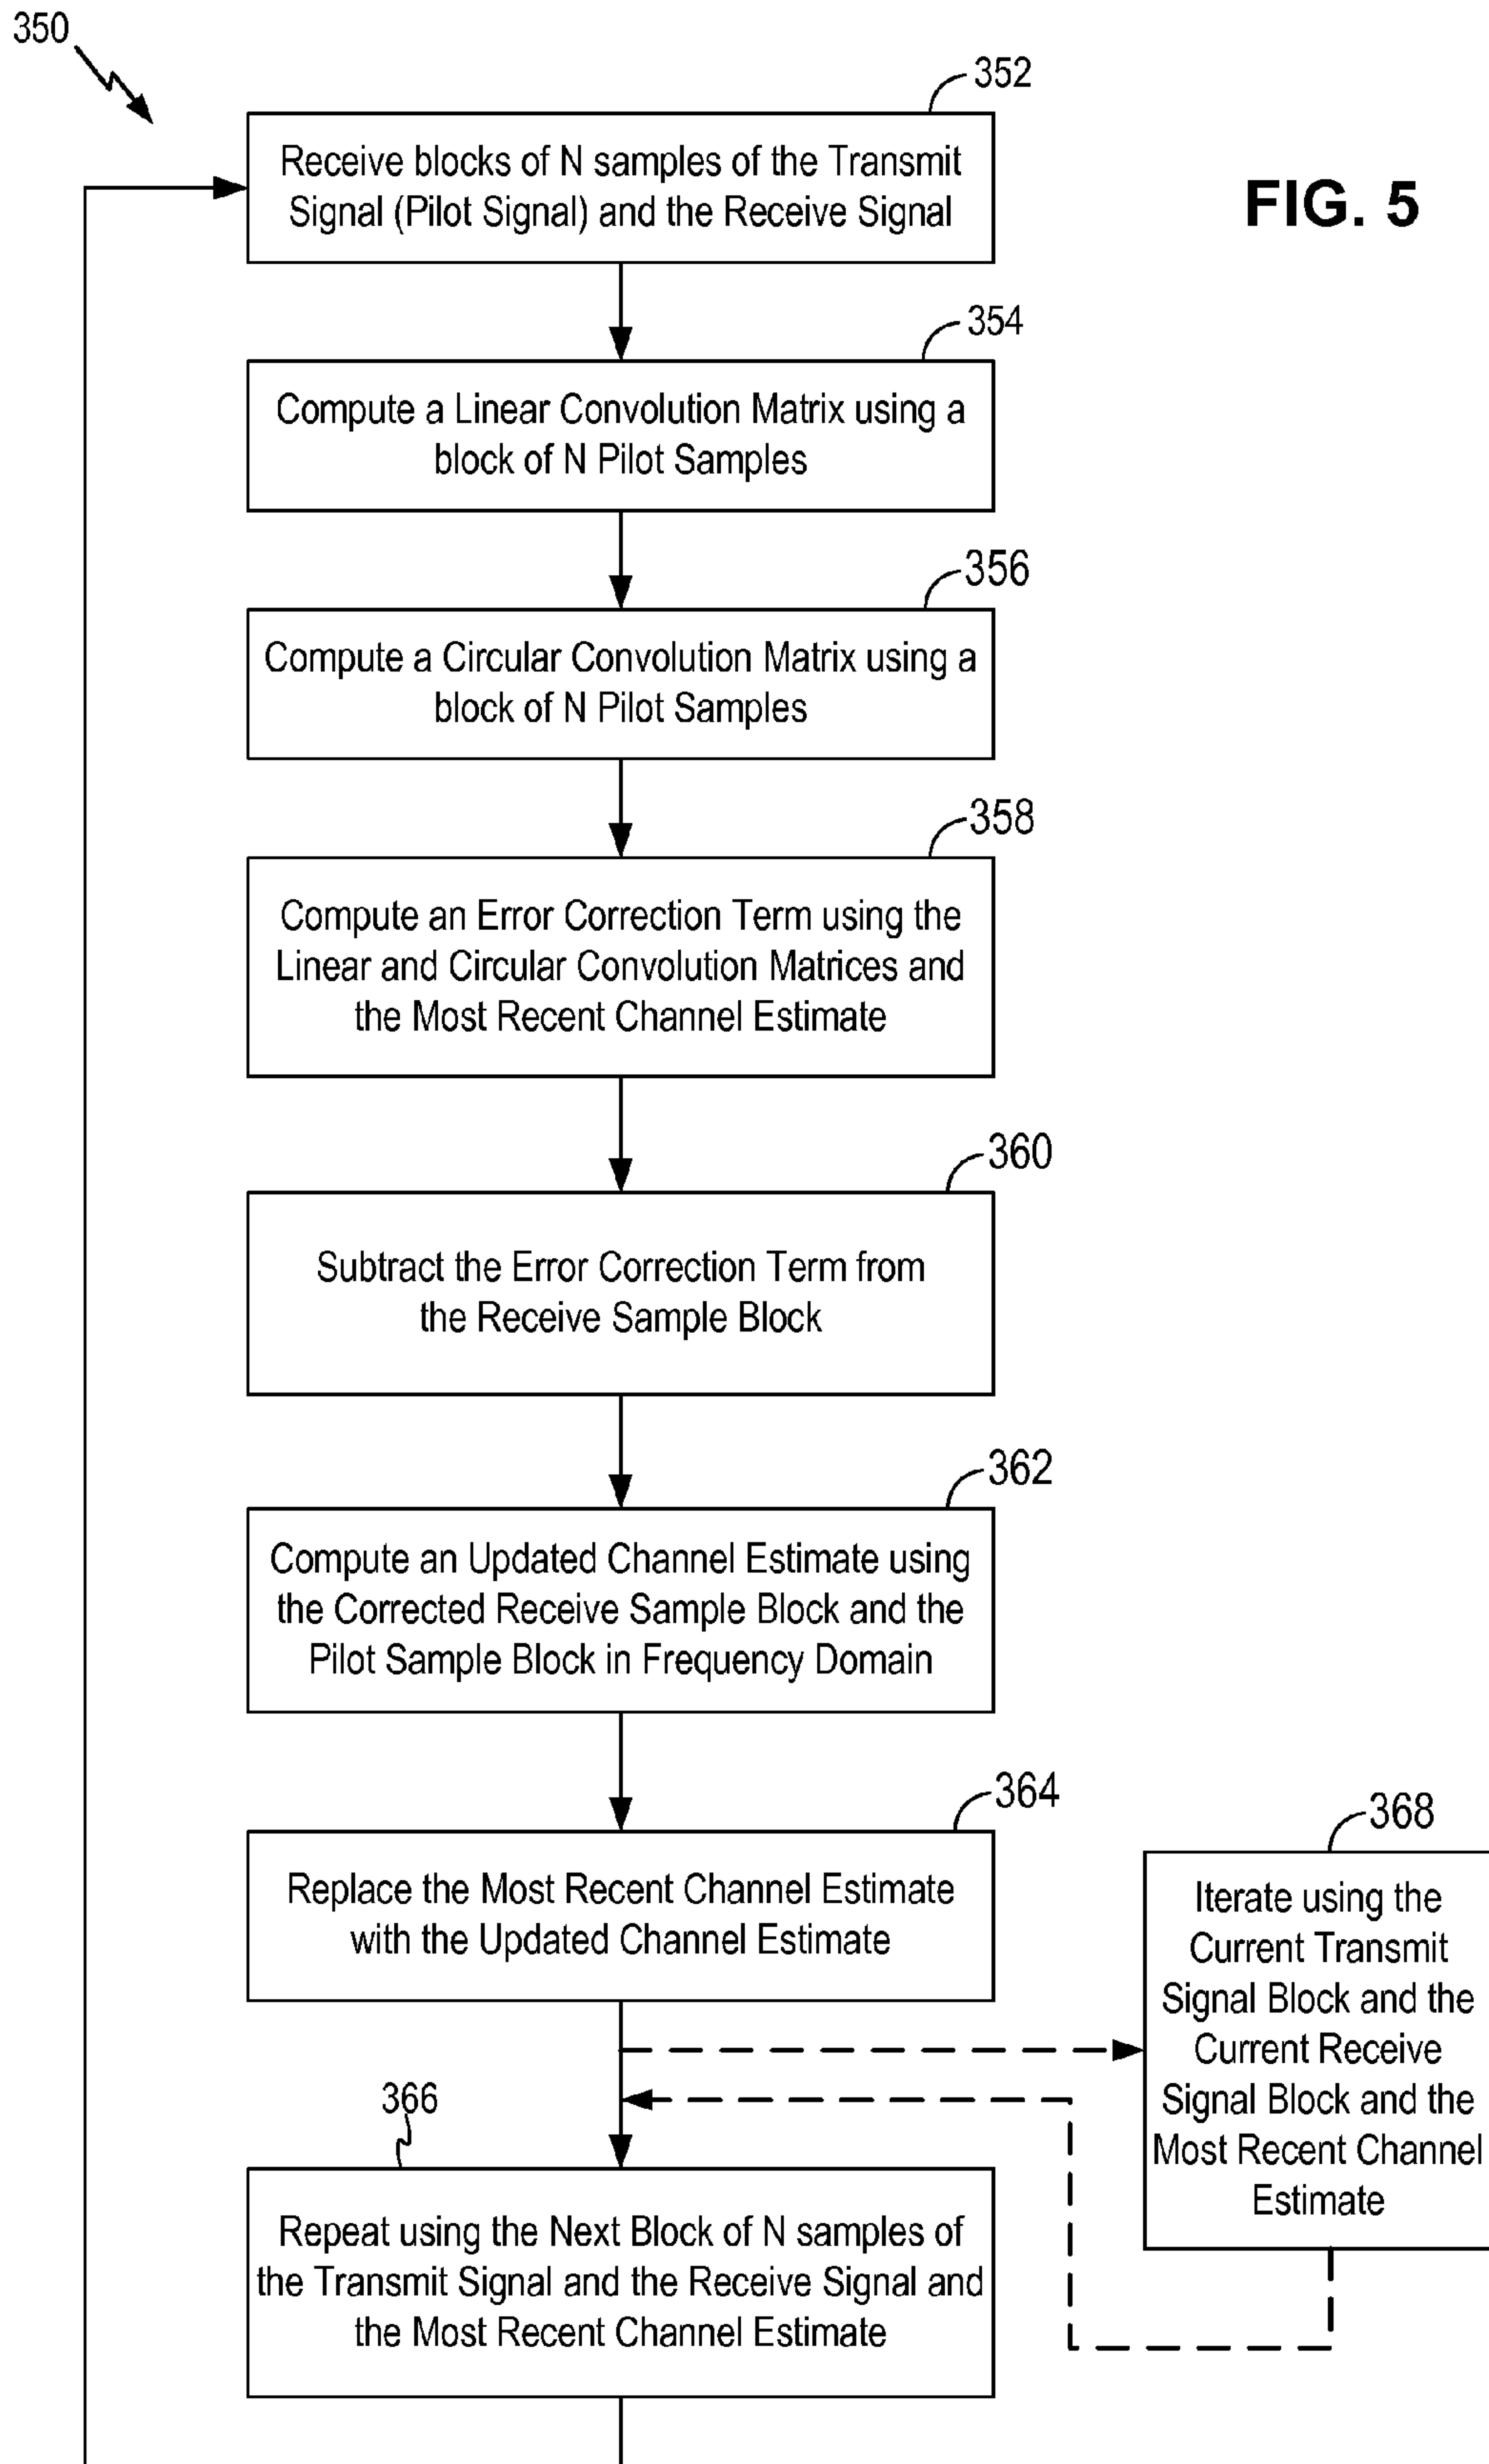 350
352
Receive blocks of N samples of the Transmit
Signal (Pilot Signal) and the Receive Signal
FIG. 5
354
Compute a Linear Convolution Matrix using a
block of N Pilot Samples
356
Compute a Circular Convolution Matrix using a
block of N Pilot Samples
358
Compute an Error Correction Term using the
Linear and Circular Convolution Matrices and
the Most Recent Channel Estimate
360
Subtract the Error Correction Term from
the Receive Sample Block
362
Compute an Updated Channel Estimate using
the Corrected Receive Sample Block and the
Pilot Sample Block in Frequency Domain
364
Replace the Most Recent Channel Estimate
with the Updated Channel Estimate
368
Iterate using the
Current Transmit
Signal Block and the
Current Receive
Signal Block and the
Most Recent Channel
Estimate
366
Repeat using the Next Block of N samples of
the Transmit Signal and the Receive Signal and
the Most Recent Channel Estimate